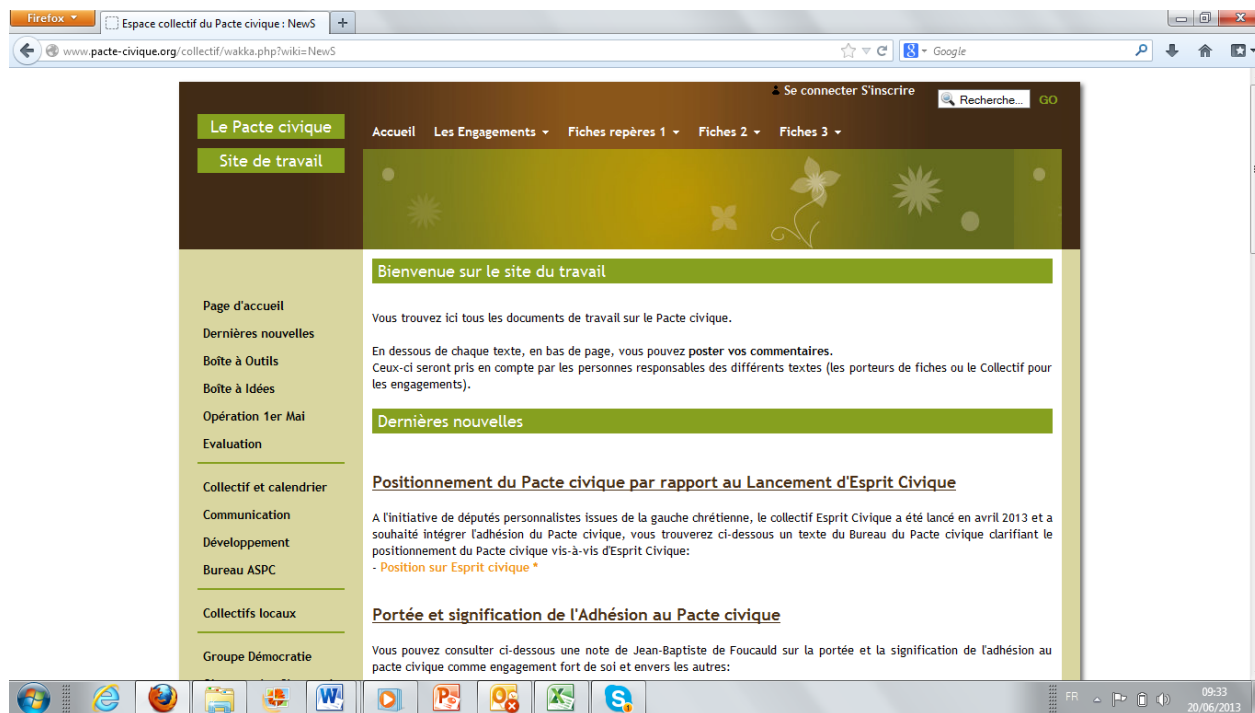 Firefox
Espace collectif du Pacte civique : NewS
www.pacte-civique.org/collectif/wakka.php?wiki=NewS
Google
Se connecter S'inscrire
Recherche...
GO
Le Pacte civique
Site de travail
Accueil Les Engagements Fiches repères 1 Fiches 2 Fiches 3
Page d'accueil
Dernières nouvelles
Boîte à Outils
Boîte à Idées
Opération 1er Mai
Evaluation
Collectif et calendrier
Communication
Développement
Bureau ASPC
Collectifs locaux
Groupe Démocratie
Bienvenue sur le site du travail
Vous trouvez ici tous les documents de travail sur le Pacte civique.
En dessous de chaque texte, en bas de page, vous pouvez poster vos commentaires.
Ceux-ci seront pris en compte par les personnes responsables des différents textes (les porteurs de fiches ou le Collectif pour
les engagements).
Dernières nouvelles
Positionnement du Pacte civique par rapport au Lancement d'Esprit Civique
A l'initiative de députés personnalistes issues de la gauche chrétienne, le collectif Esprit Civique a été lancé en avril 2013 et a
souhaité intégrer l'adhésion du Pacte civique, vous trouverez ci-dessous un texte du Bureau du Pacte civique clarifiant le
positionnement du Pacte civique vis-à-vis d'Esprit Civique:
- Position sur Esprit civique *
Portée et signification de l'Adhésion au Pacte civique
Vous pouvez consulter ci-dessous une note de Jean-Baptiste de Foucauld sur la portée et la signification de l'adhésion au
pacte civique comme engagement fort de soi et envers les autres:
FR
09:33
20/06/2013